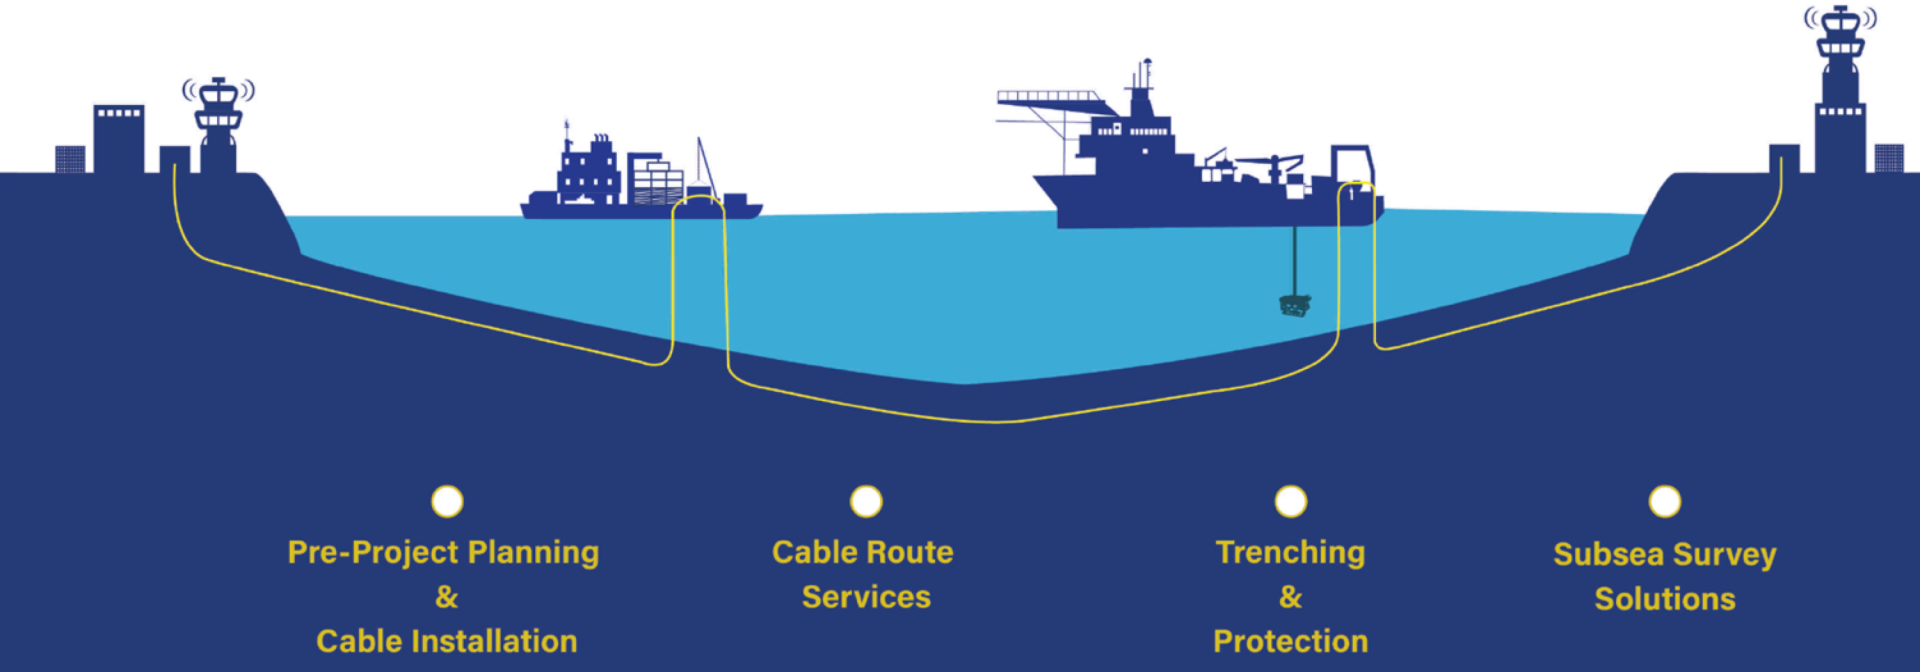 Pre-Project Planning
&
Cable Installation
Cable Route
Services
Trenching
&
Protection
Subsea Survey
Solutions